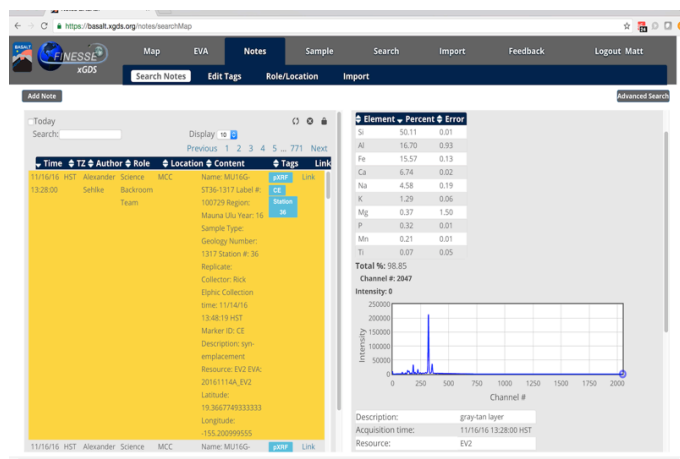 https://basalt.xgds.org/notes/searchMap
24
BASALT
FINESSE
xGDS
Map EVA Notes Sample Search Import Feedback Logout Matt
Search Notes Edit Tags Role/Location Import
Add Note Advanced Search
Today
Search: Display 10
Previous 1 2 3 4 5 ... 771 Next
Time TZ Author Role Location Content Tags Link
11/16/16 HST Alexander Science MCC Name: MU16G- pXRF Link
13:28:00 Sehlke Backroom ST36-1317 Label #: CE
Team 100729 Region: Station
Mauna Ulu Year: 16 36
Sample Type:
Geology Number:
1317 Station #: 36
Replicate:
Collector: Rick
Elphic Collection
time: 11/14/16
13:48:19 HST
Marker ID: CE
Description: syn-
emplacement
Resource: EV2 EVA:
20161114A_EV2
Latitude:
19.3667749333333
Longitude:
-155.200999555
11/16/16 HST Alexander Science MCC Name: MU16G- pXRF Link
Element Percent Error
Si 50.11 0.01
Al 16.70 0.93
Fe 15.57 0.13
Ca 6.74 0.02
Na 4.58 0.19
K 1.29 0.06
Mg 0.37 1.50
P 0.32 0.01
Mn 0.21 0.01
Ti 0.07 0.05
Total %: 98.85
Channel #: 2047
Intensity: 0
250000
200000
150000
100000
50000
0
Intensity
0 250 500 750 1000 1250 1500 1750 2000
Channel #
Description: gray-tan layer
Acquisition time: 11/16/16 13:28:00 HST
Resource: EV2